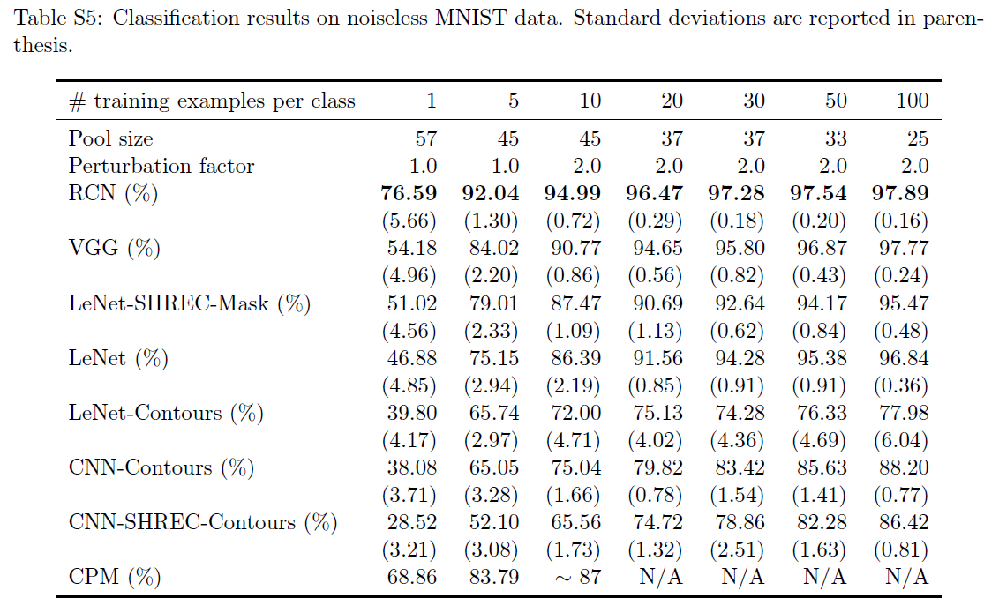 Table S5: Classification results on noiseless MNIST data. Standard deviations are reported in paren-
thesis.
# training examples per class 1 5 10 20 30 50 100
Pool size 57 45 45 37 37 33 25
Perturbation factor 1.0 1.0 2.0 2.0 2.0 2.0 2.0
RCN (%) 76.59 92.04 94.99 96.47 97.28 97.54 97.89
(5.66) (1.30) (0.72) (0.29) (0.18) (0.20) (0.16)
VGG (%) 54.18 84.02 90.77 94.65 95.80 96.87 97.77
(4.96) (2.20) (0.86) (0.56) (0.82) (0.43) (0.24)
LeNet-SHREC-Mask (%) 51.02 79.01 87.47 90.69 92.64 94.17 95.47
(4.56) (2.33) (1.09) (1.13) (0.62) (0.84) (0.48)
LeNet (%) 46.88 75.15 86.39 91.56 94.28 95.38 96.84
(4.85) (2.94) (2.19) (0.85) (0.91) (0.91) (0.36)
LeNet-Contours (%) 39.80 65.74 72.00 75.13 74.28 76.33 77.98
(4.17) (2.97) (4.71) (4.02) (4.36) (4.69) (6.04)
CNN-Contours (%) 38.08 65.05 75.04 79.82 83.42 85.63 88.20
(3.71) (3.28) (1.66) (0.78) (1.54) (1.41) (0.77)
CNN-SHREC-Contours (%) 28.52 52.10 65.56 74.72 78.86 82.28 86.42
(3.21) (3.08) (1.73) (1.32) (2.51) (1.63) (0.81)
CPM (%) 68.86 83.79 ~ 87 N/A N/A N/A N/A